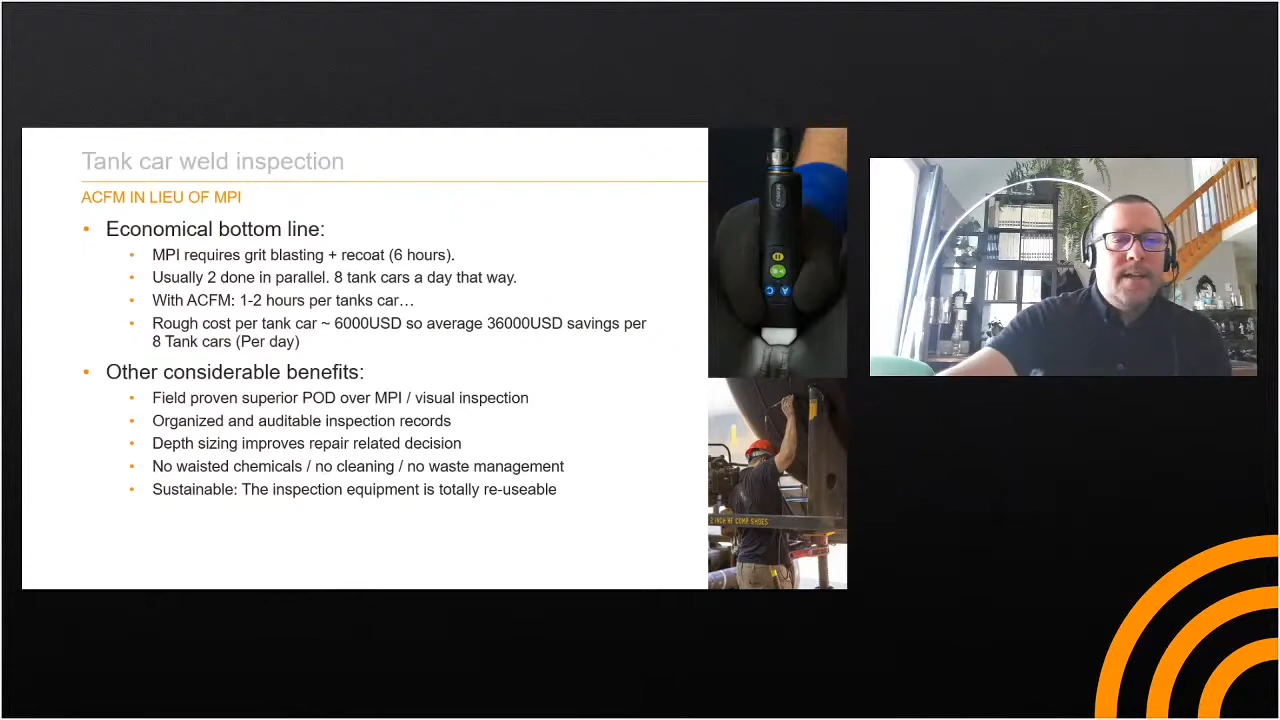 Tank car weld inspection
ACFM IN LIEU OF MPI
• Economical bottom line:
• MPI requires grit blasting + recoat (6 hours).
• Usually 2 done in parallel. 8 tank cars a day that way.
• With ACFM: 1-2 hours per tanks car…
• Rough cost per tank car ~ 6000USD so average 36000USD savings per
8 Tank cars (Per day)
• Other considerable benefits:
• Field proven superior POD over MPI / visual inspection
• Organized and auditable inspection records
• Depth sizing improves repair related decision
• No waisted chemicals / no cleaning / no waste management
• Sustainable: The inspection equipment is totally re-useable
A
C
2 INCH HF COMP SHOES